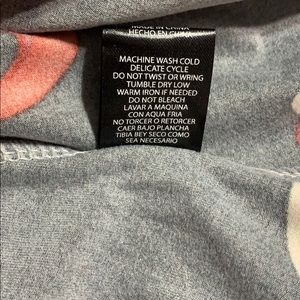 MADE IN CHINA
HECHO EN CHINA
MACHINE WASH COLD
DELICATE CYCLE
DO NOT TWIST OR WRING
TUMBLE DRY LOW
WARM IRON IF NEEDED
DO NOT BLEACH
LAVAR A MAQUINA
CON AQUA FRIA
NO TORCER O RETORCER
CAER BAJO PLANCHA
TIBIA BEY SECO COMO
SEA NECESARIO